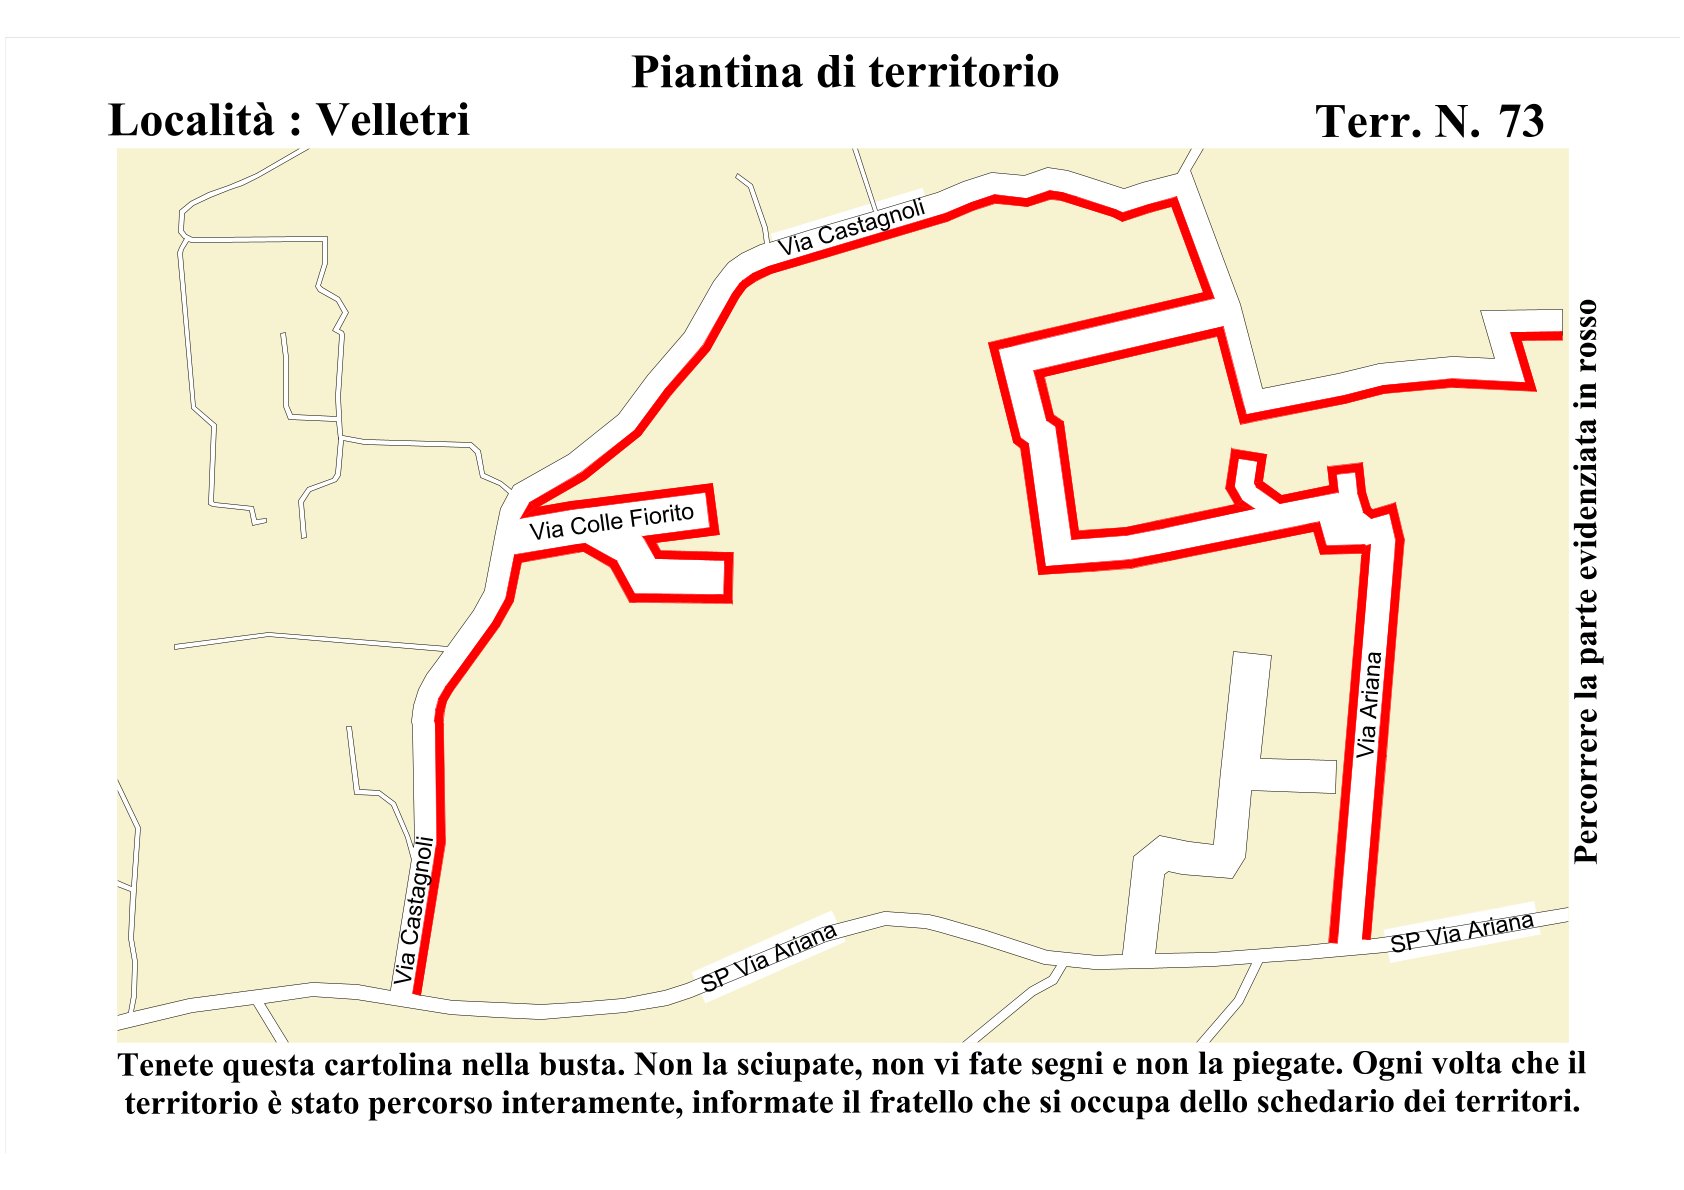 Piantina di territorio
Località : Velletri
Terr. N. 73
Via Castagnoli
Via Colle Fiorito
Via Ariana
Via Castagnoli
SP Via Ariana
SP Via Ariana
Percorrere la parte evidenziata in rosso
Tenete questa cartolina nella busta. Non la sciupate, non vi fate segni e non la piegate. Ogni volta che il
territorio è stato percorso interamente, informate il fratello che si occupa dello schedario dei territori.